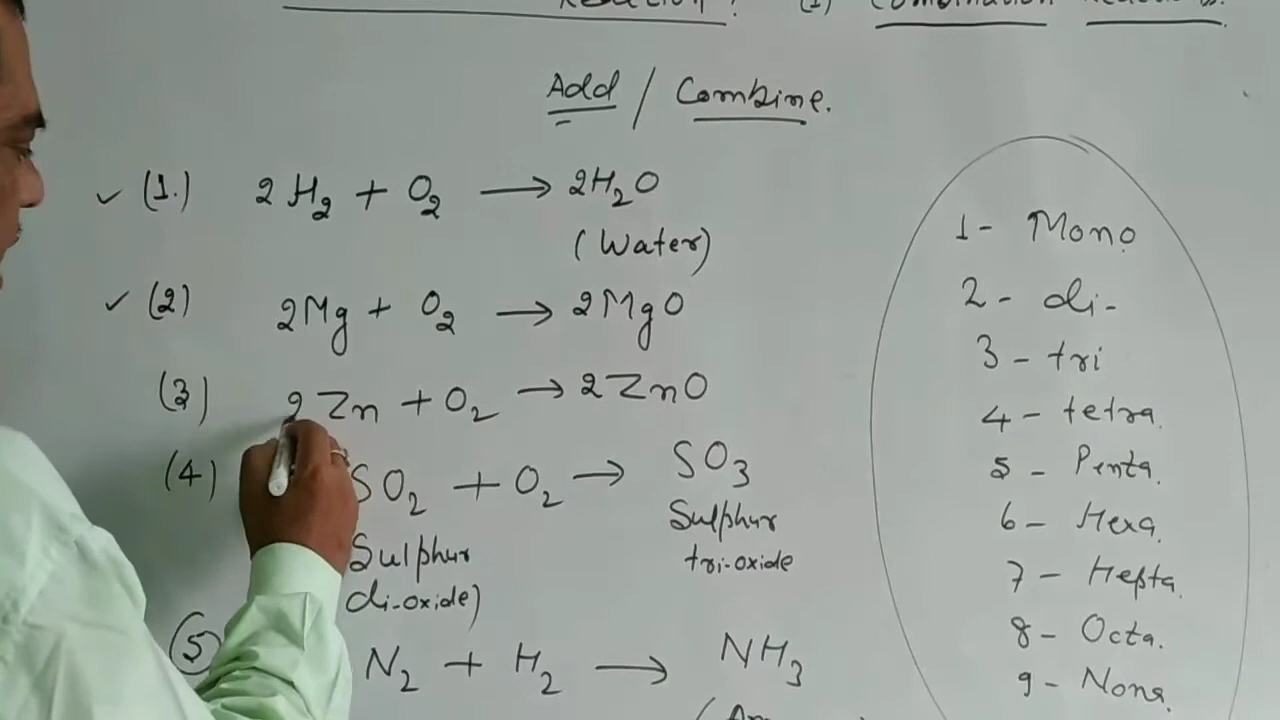 (1) Combination
Add / Combine.
(1.) 2H₂ + O₂ ⟶ 2H₂O
(Water)
(2) 2Mg + O₂ ⟶ 2MgO
(3) 2Zn + O₂ → 2ZnO
(4) SO₂ + O₂ → SO₃
Sulphur
tri-oxide
Sulphur
di-oxide)
(5) N₂ + H₂ ⟶ NH₃
1- Mono
2 - di-
3 - tri
4 - tetra.
5 - Penta.
6 - Hexa.
7 - Hepta.
8 - Octa.
9 - Nona.